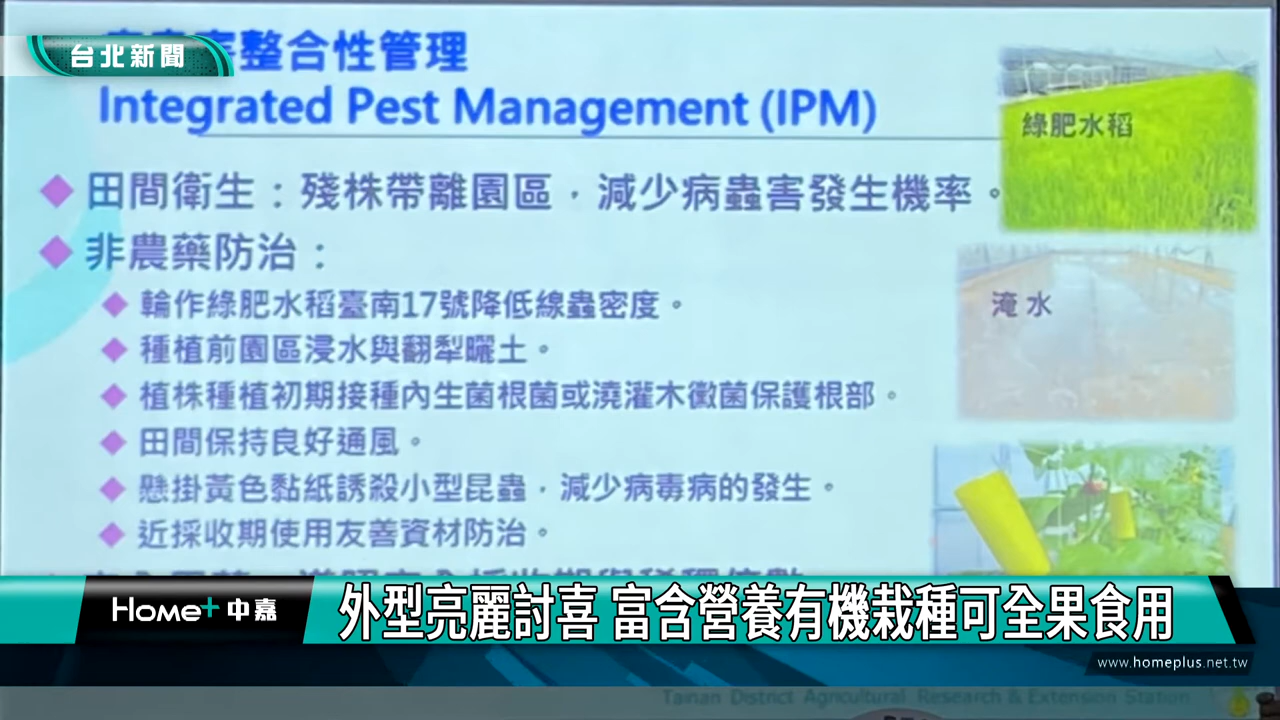 台北新聞
整合性管理
Integrated Pest Management (IPM)
綠肥水稻
田間衛生：殘株帶離園區，減少病蟲害發生機率。
非農藥防治：
輪作綠肥水稻臺南17號降低線蟲密度。
淹水
種植前園區浸水與翻犁曬土。
植株種植初期接種內生菌根菌或澆灌木黴菌保護根部。
田間保持良好通風。
懸掛黃色黏紙誘殺小型昆蟲，減少病毒病的發生。
近採收期使用友善資材防治。
Home+中嘉
外型亮麗討喜 富含營養有機栽種可全果食用
www.homeplus.net.tw
Tainan District Agricultural Research & Extension Station